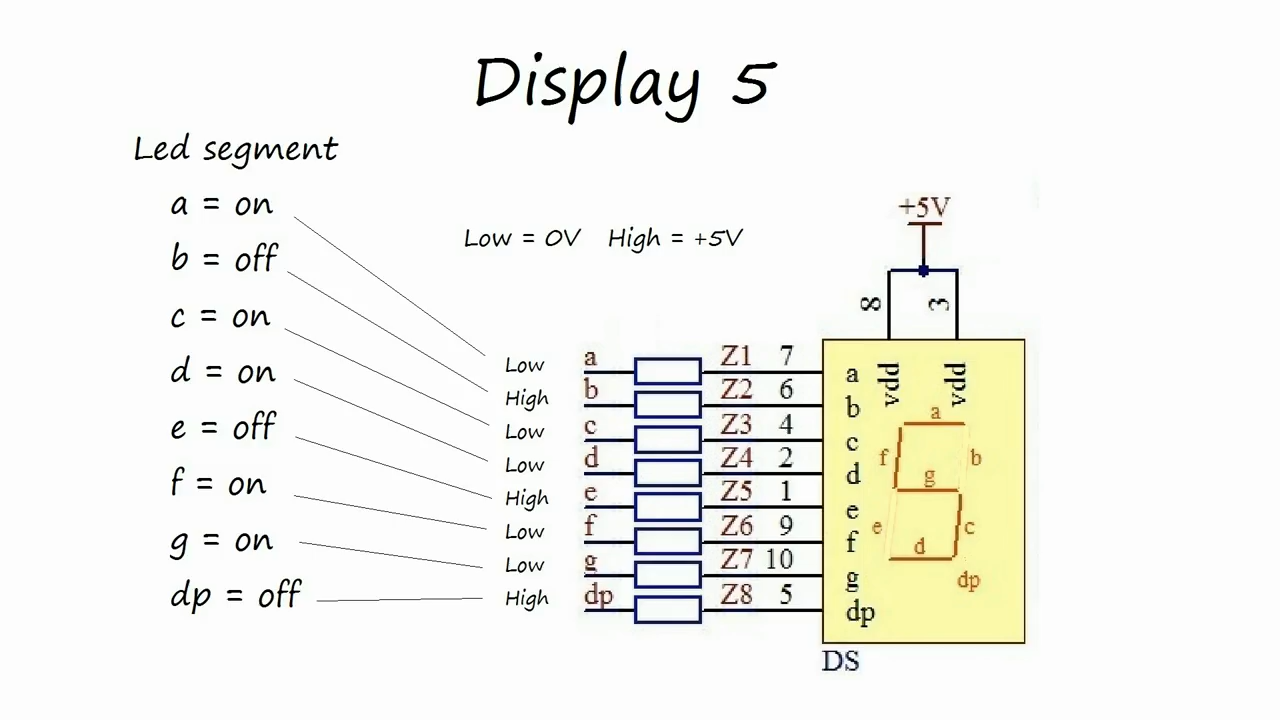 Display 5
Led segment
a = on
b = off
c = on
d = on
e = off
f = on
g = on
dp = off
Low = 0V High = +5V
Low
High
Low
Low
High
Low
Low
High
a Z1 7
b Z2 6
c Z3 4
d Z4 2
e Z5 1
f Z6 9
g Z7 10
dp Z8 5
+5V
8 3
vdd vdd
a
b
c
d
e
f
g
dp
a
f b
g
e c
d
dp
DS